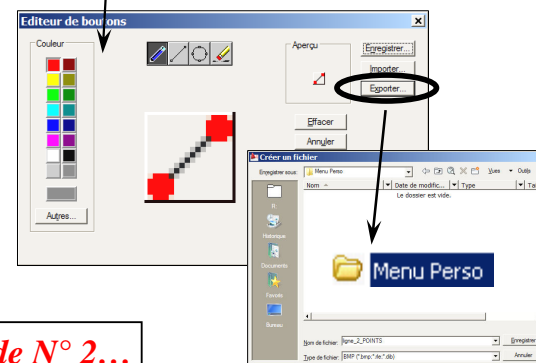 Editeur de boutons
Couleur
Autres...
Aperçu
Enregistrer...
Importer...
Exporter...
Effacer
Annuler
Créer un fichier
Enregistrer sous:
Menu Perso
Vues
Outils
Nom
Date de modific...
Type
Le dossier est vide.
Historique
Documents
Menu Perso
Favoris
Bureau
Nom de fichier:
ligne_2_POINTS
Enregistrer
Type de fichier:
BMP (*.bmp;*.rle;*.dib)
Annuler
de N° 2…